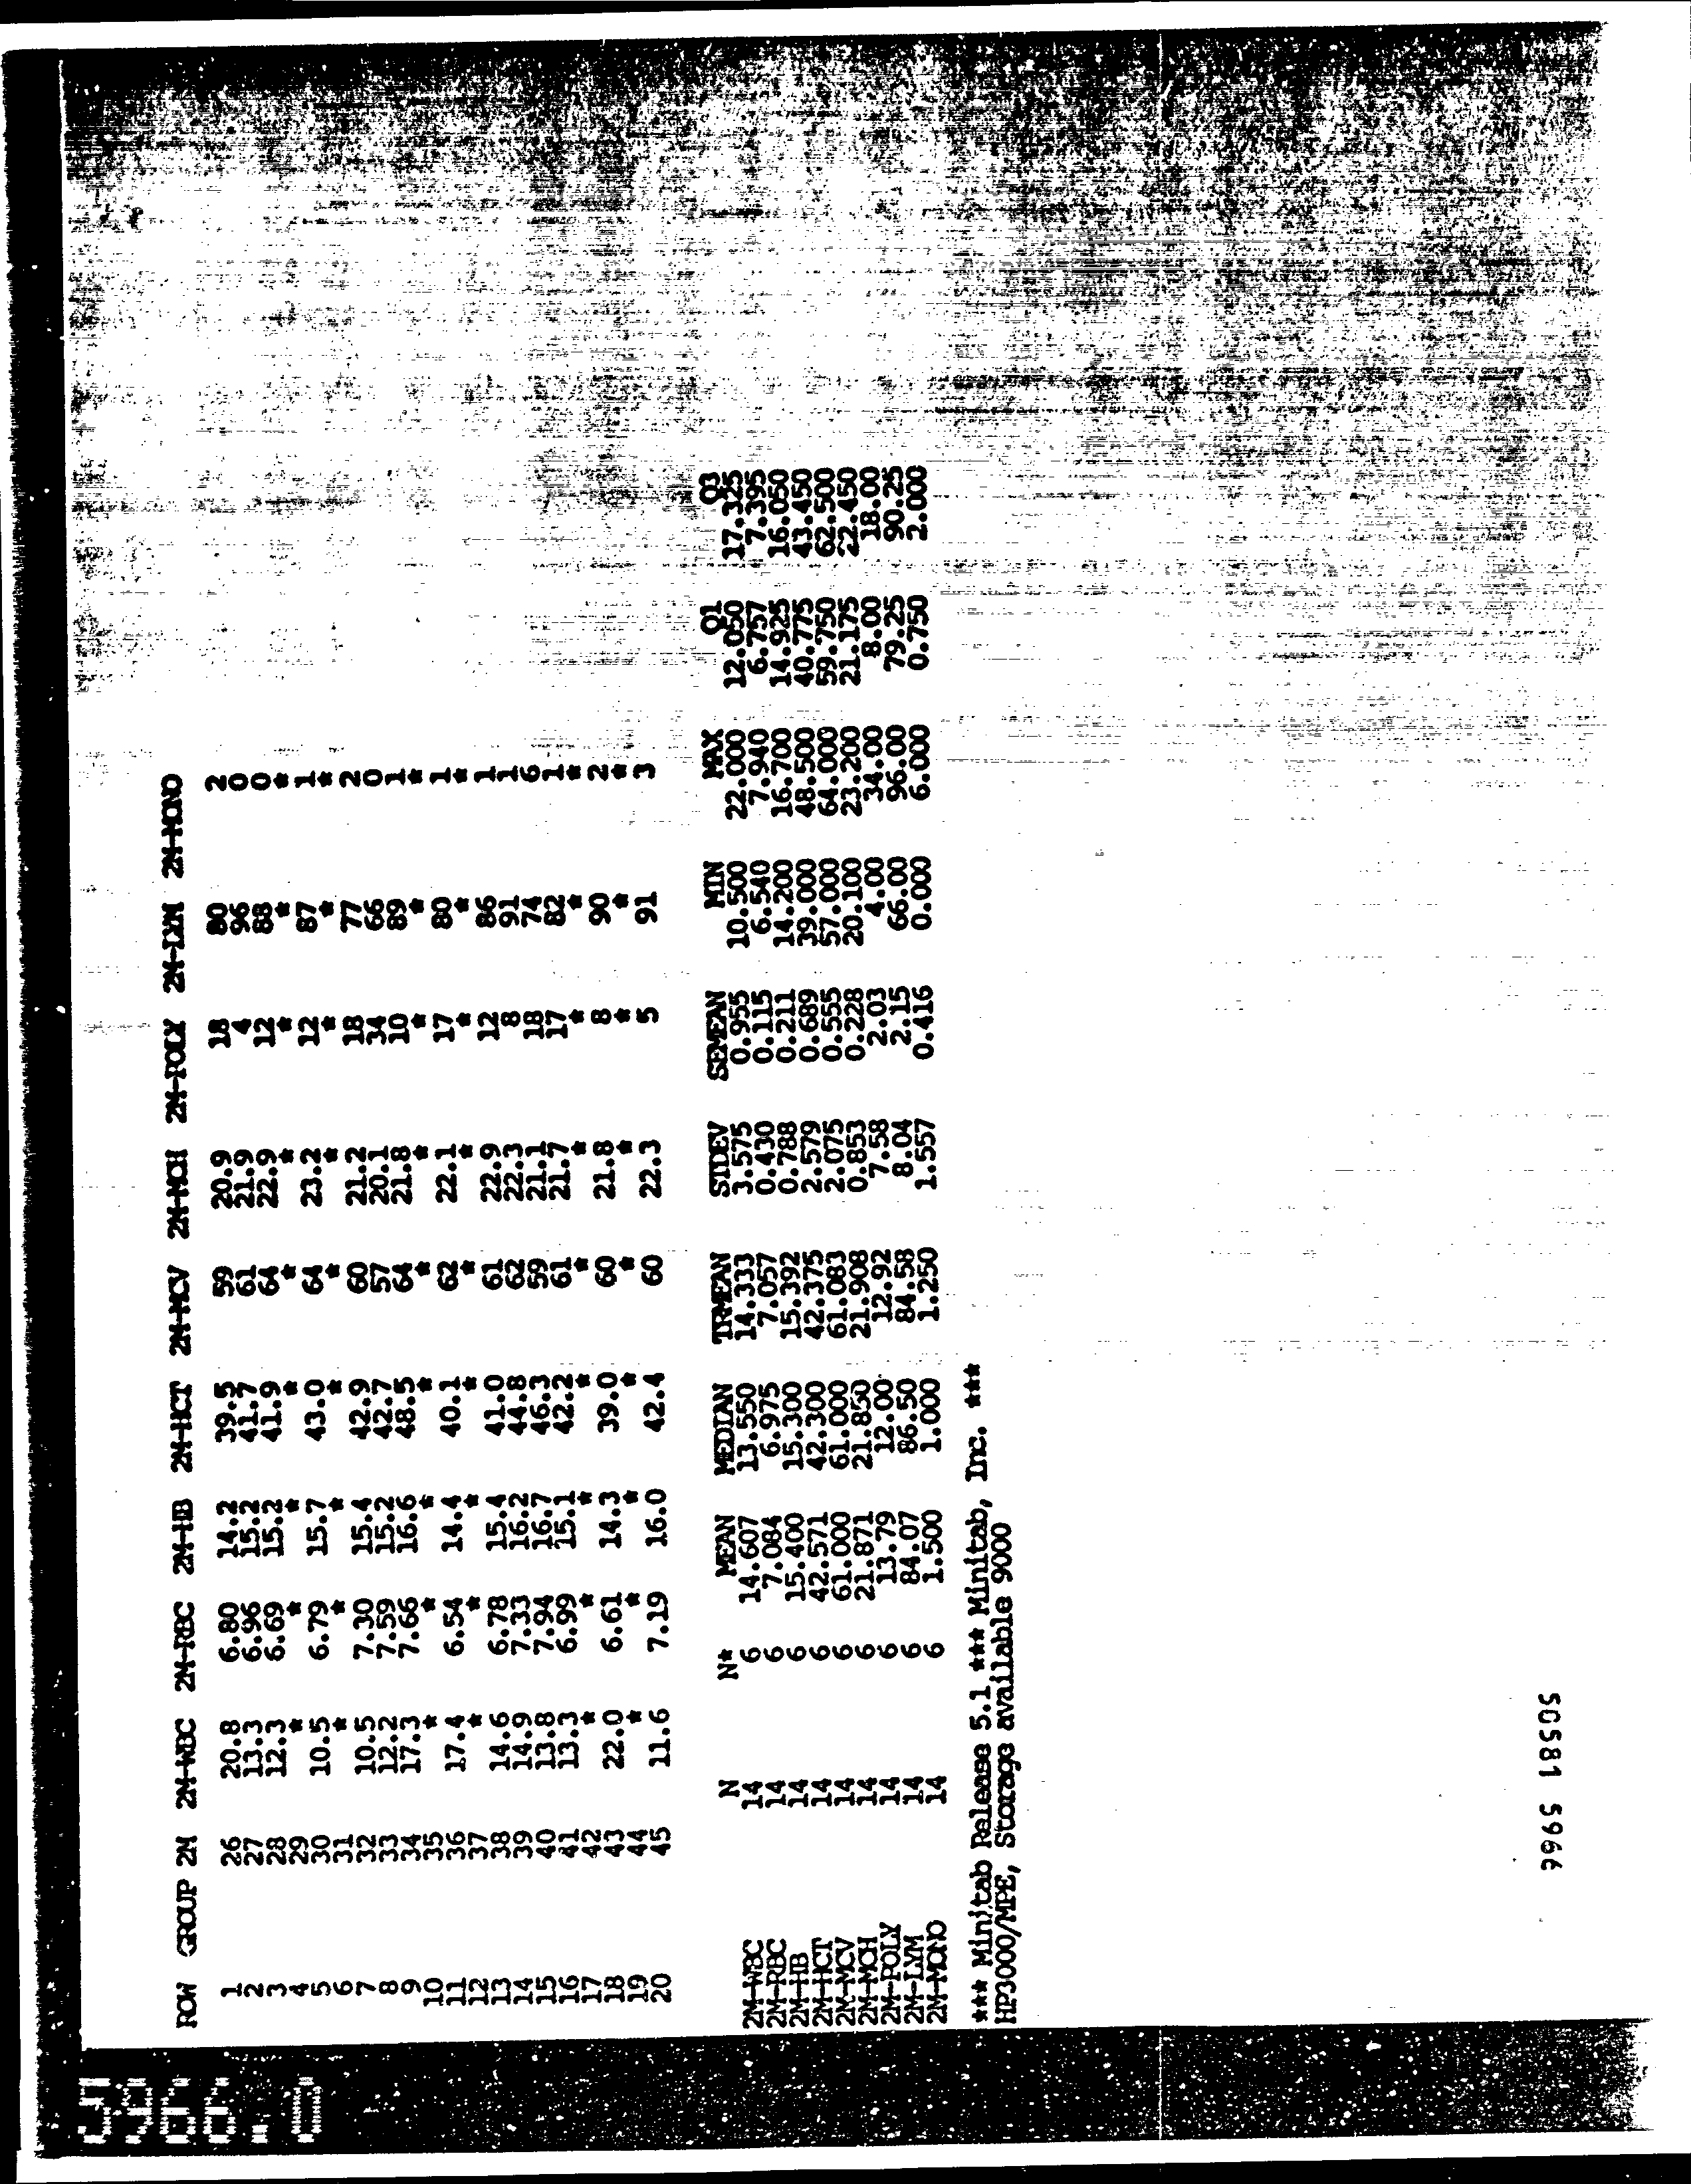 ROW GROUP 2M 2M-WBC 2M-RBC 2M-HB 2M-HCT 2M-MCV 2M-MCH 2M-POLY 2M-LYM 2M-MONO
1 26 20.8 6.80 14.2 39.5 59 20.9 18 80 2
2 27 13.3 6.96 15.2 41.7 61 21.9 4 96 0
3 28 12.3 6.69 15.2 41.9 64 22.9 12 88 0
4 29 * * * * * * * * *
5 30 10.5 6.79 15.7 43.0 64 23.2 12 87 1
6 31 * * * * * * * * *
7 32 10.5 7.30 15.4 42.9 60 21.2 18 77 2
8 33 12.2 7.59 15.2 42.7 57 20.1 34 66 0
9 34 17.3 7.66 16.6 48.5 64 21.8 10 89 1
10 35 * * * * * * * * *
11 36 17.4 6.54 14.4 40.1 62 22.1 17 80 1
12 37 * * * * * * * * *
13 38 14.6 6.78 15.4 41.0 61 22.9 12 86 1
14 39 14.9 7.33 16.2 44.8 62 22.3 8 91 1
15 40 13.8 7.94 16.7 46.3 59 21.1 18 74 6
16 41 13.3 6.99 15.1 42.2 61 21.7 17 82 1
17 42 * * * * * * * * *
18 43 22.0 6.61 14.3 39.0 60 21.8 8 90 2
19 44 * * * * * * * * *
20 45 11.6 7.19 16.0 42.4 60 22.3 5 91 3
N N* MEAN MEDIAN TRMEAN STDEV SEMEAN MIN MAX Q1 Q3
2M-WBC 14 6 14.607 13.550 14.333 3.575 0.955 10.500 22.000 12.050 17.325
2M-RBC 14 6 7.084 6.975 7.057 0.430 0.115 6.540 7.940 6.757 7.395
2M-HB 14 6 15.400 15.300 15.392 0.788 0.211 14.200 16.700 14.925 16.050
2M-HCT 14 6 42.571 42.300 42.375 2.579 0.689 39.000 48.500 40.775 43.450
2M-MCV 14 6 61.000 61.000 61.083 2.075 0.555 57.000 64.000 59.750 62.500
2M-MCH 14 6 21.871 21.850 21.908 0.853 0.228 20.100 23.200 21.175 22.450
2M-POLY 14 6 13.79 12.00 12.92 7.58 2.03 4.00 34.00 8.00 18.00
2M-LYM 14 6 84.07 86.50 84.58 8.04 2.15 66.00 96.00 79.25 90.25
2M-MONO 14 6 1.500 1.000 1.250 1.557 0.416 0.000 6.000 0.750 2.000
*** Minitab Release 5.1 *** Minitab, Inc. ***
HP3000/MPE, Storage available 9000
50581 5966
5966.0